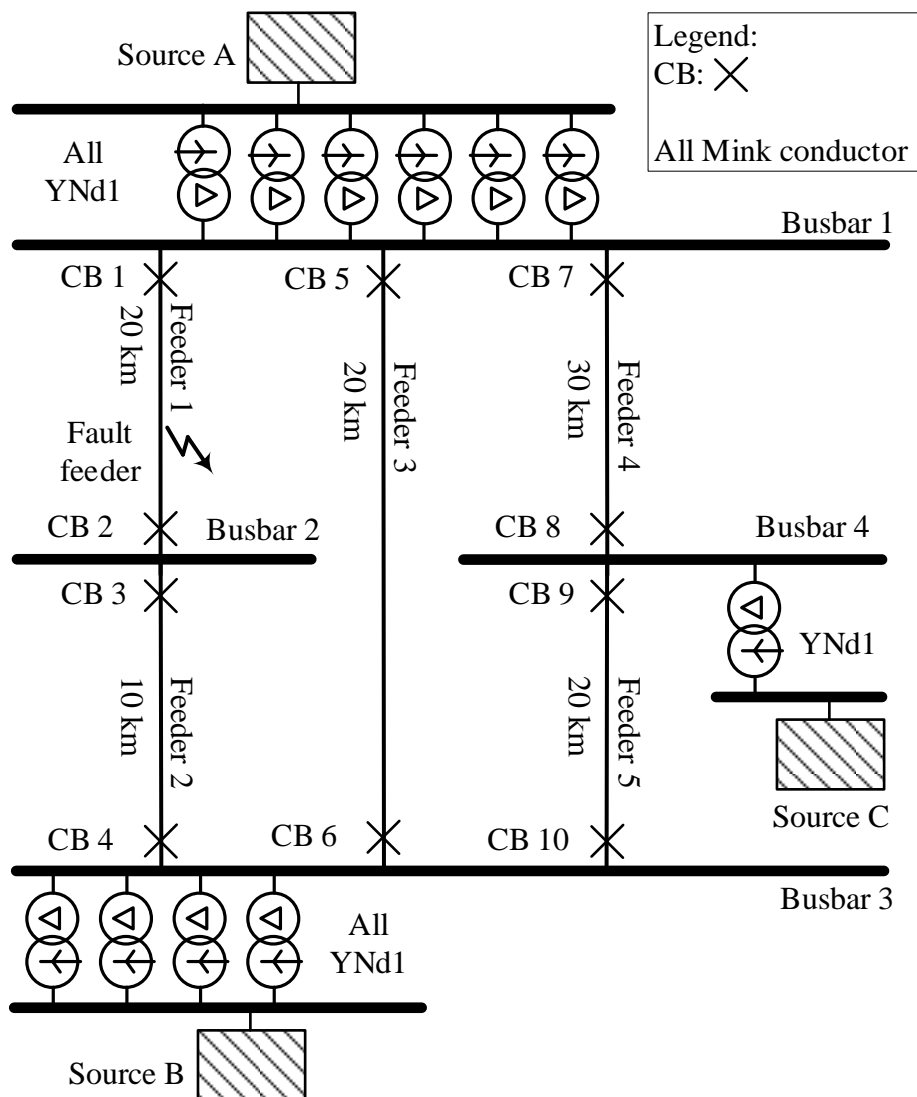 Source A
Legend:
CB:
All Mink conductor
All
YNd1
Busbar 1
CB 1
CB 5
CB 7
20 km
Feeder 1
20 km
Feeder 3
30 km
Feeder 4
Fault
feeder
CB 2
Busbar 2
CB 8
Busbar 4
CB 3
CB 9
YNd1
10 km
Feeder 2
20 km
Feeder 5
Source C
CB 4
CB 6
CB 10
Busbar 3
All
YNd1
Source B